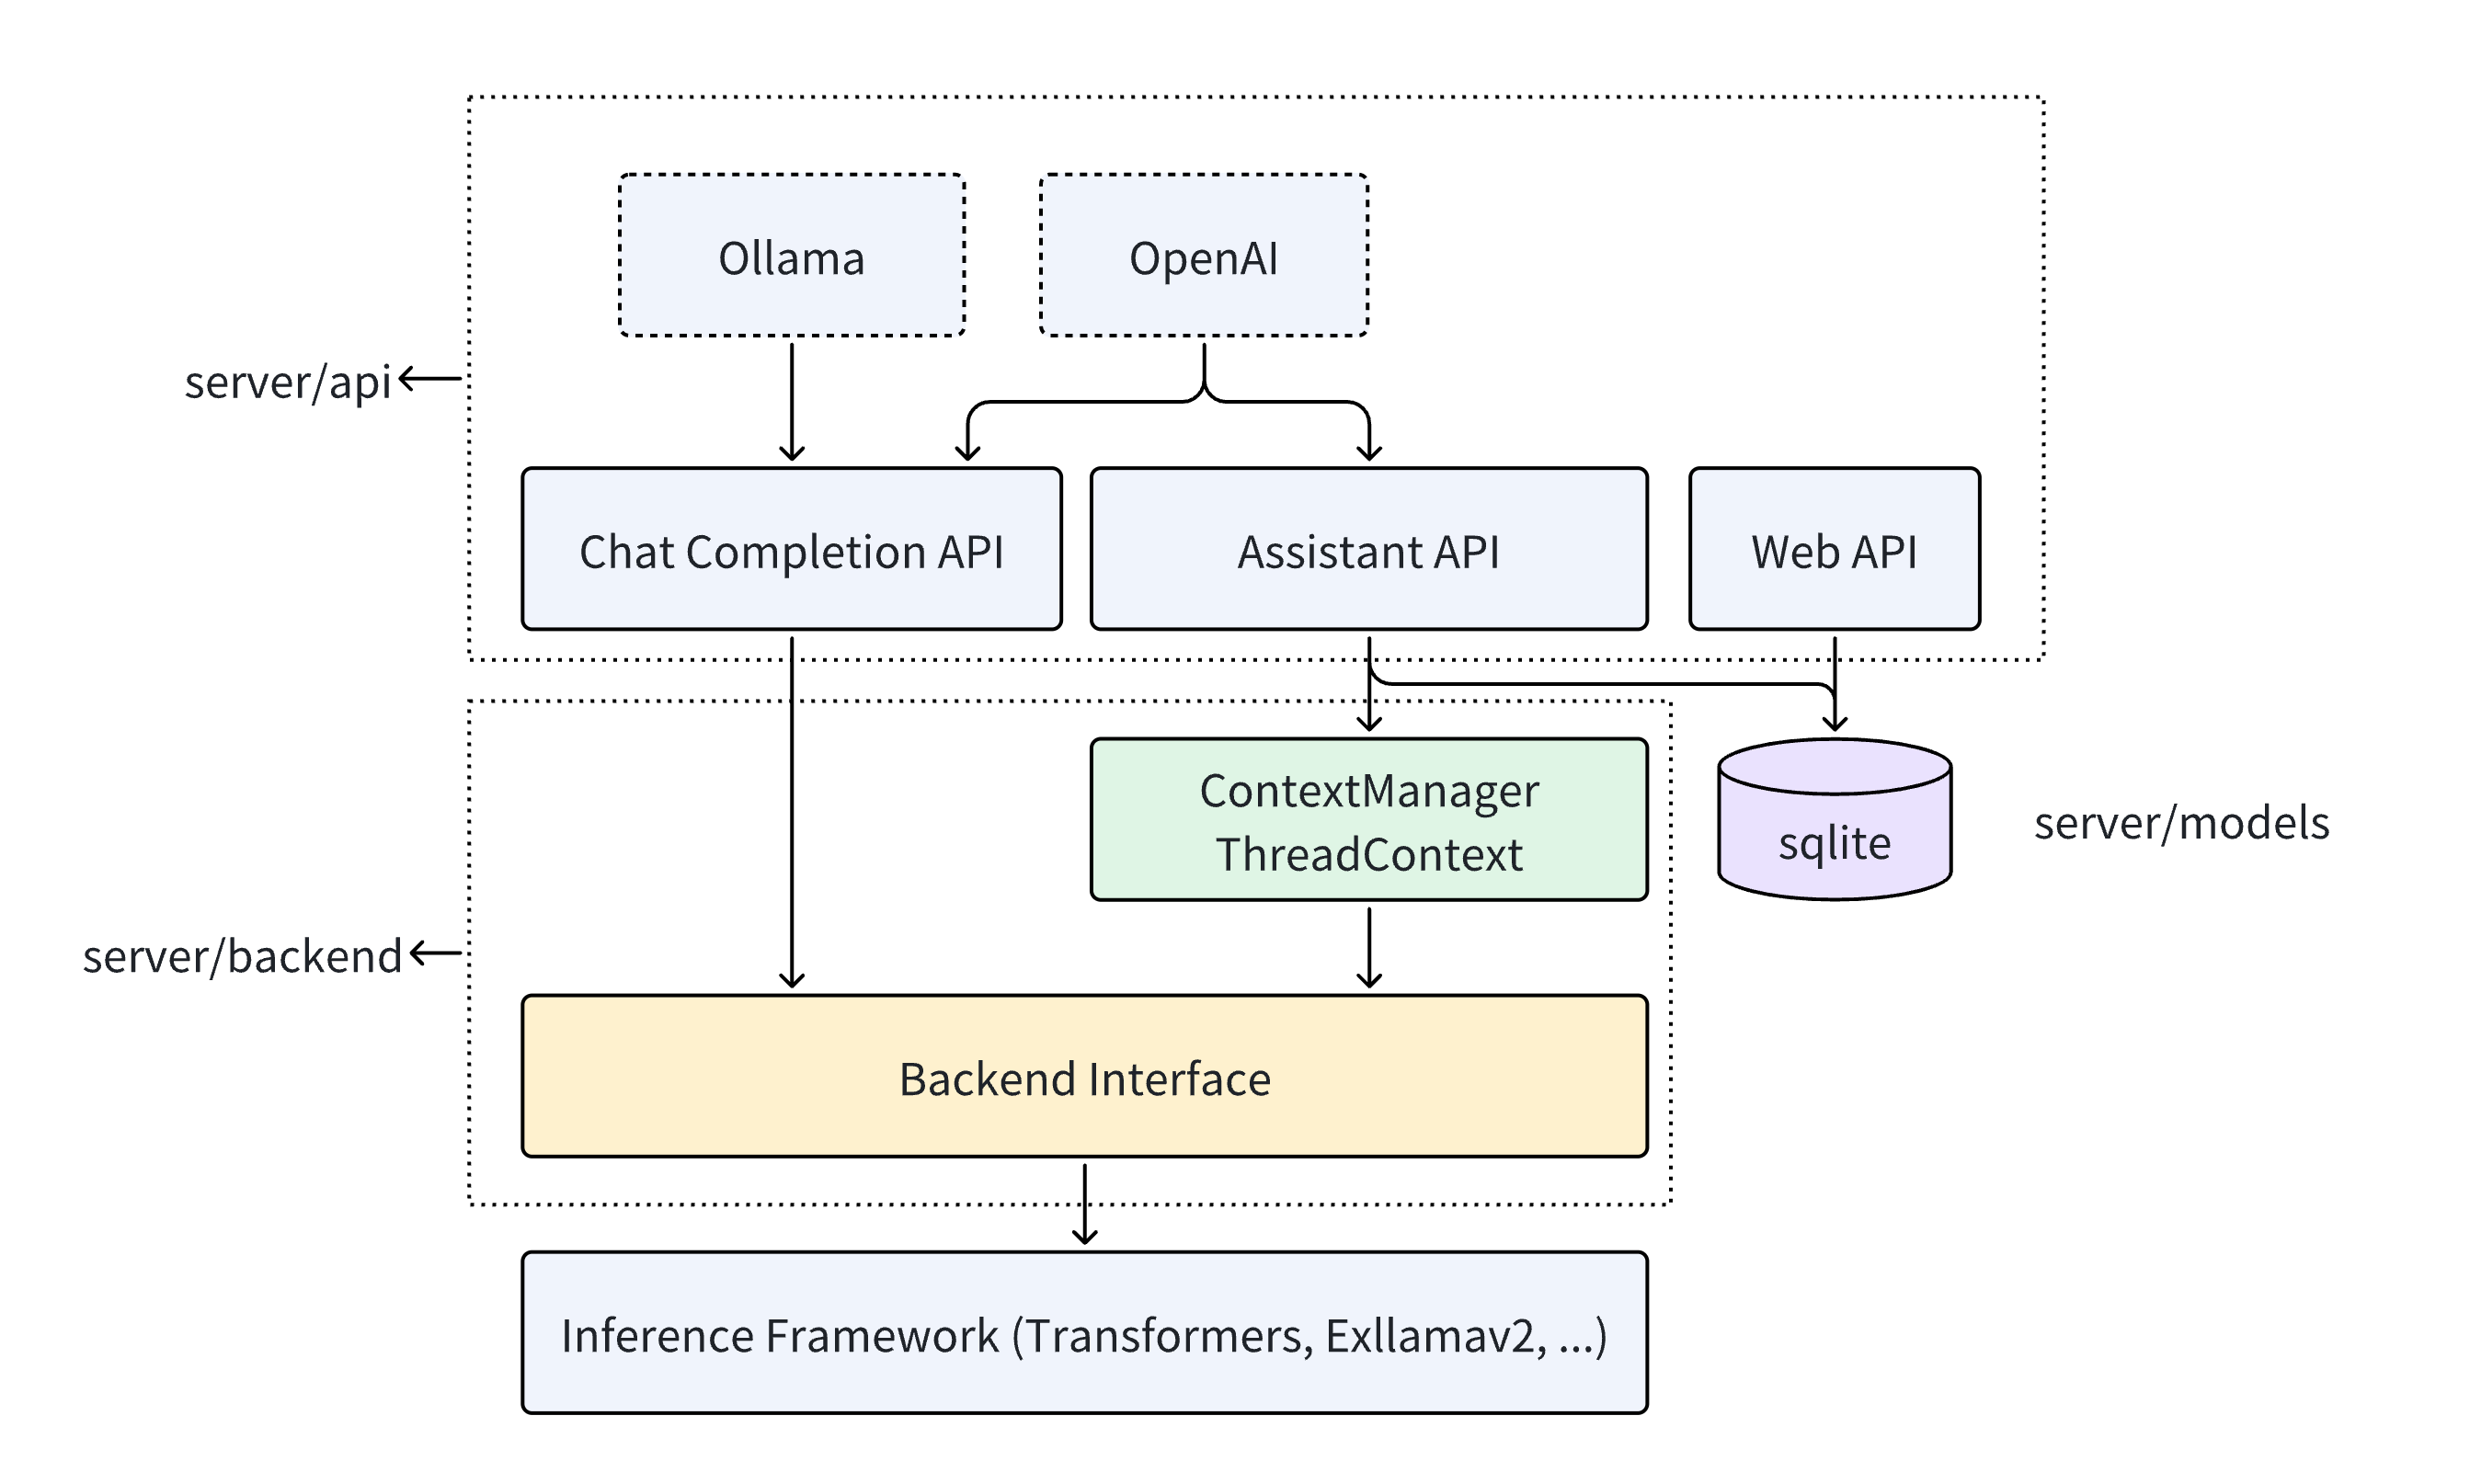 Ollama
OpenAI
server/api
Chat Completion API
Assistant API
Web API
ContextManager
ThreadContext
sqlite
server/models
server/backend
Backend Interface
Inference Framework (Transformers, Exllamav2, ...)